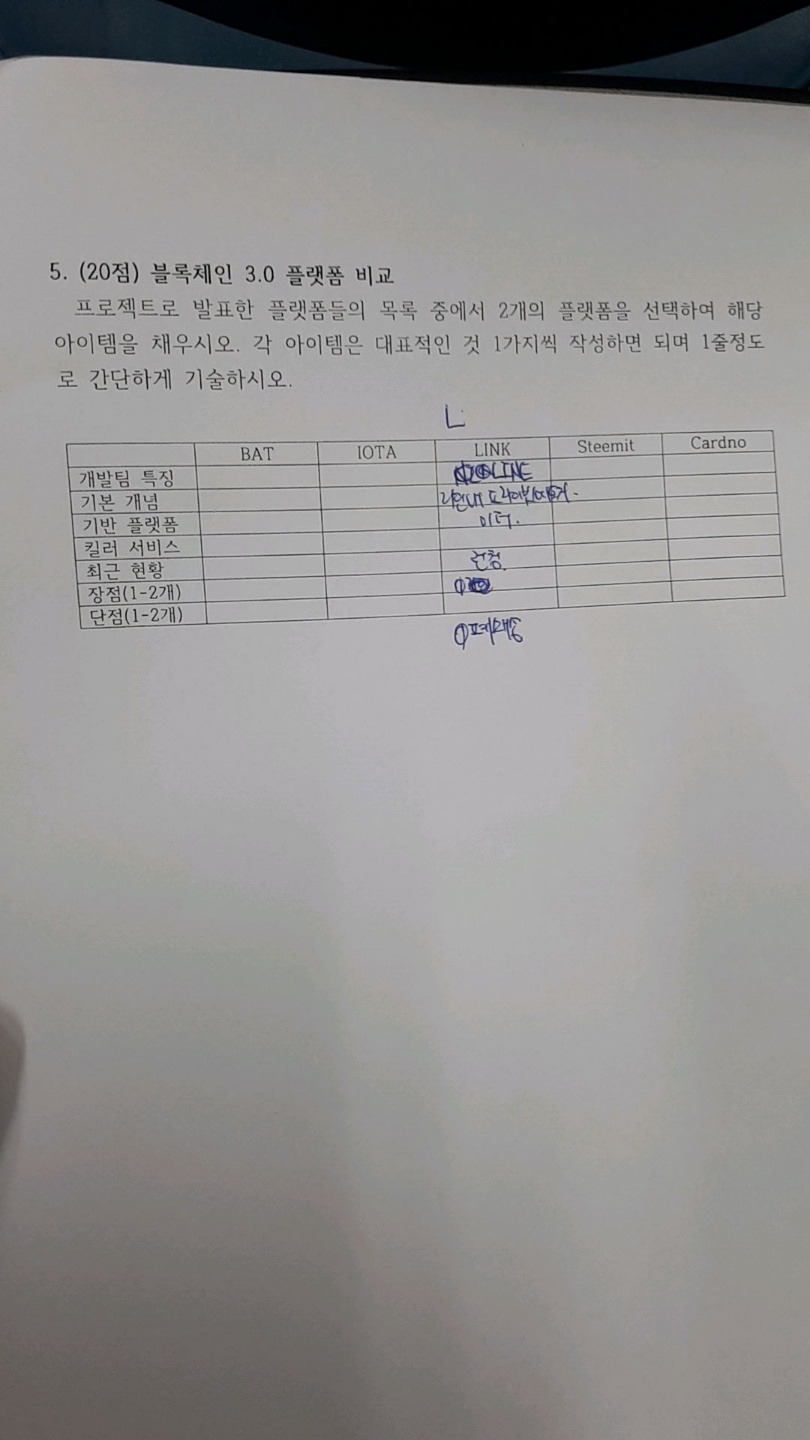 5. (20점) 블록체인 3.0 플랫폼 비교
프로젝트로 발표한 플랫폼들의 목록 중에서 2개의 플랫폼을 선택하여 해당
아이템을 채우시오. 각 아이템은 대표적인 것 1가지씩 작성하면 되며 1줄정도
로 간단하게 기술하시오.
L
BAT IOTA LINK Steemit Cardno
개발팀 특징 LINE
기본 개념
기반 플랫폼 이더.
킬러 서비스
최근 현황
장점(1-2개)
단점(1-2개)